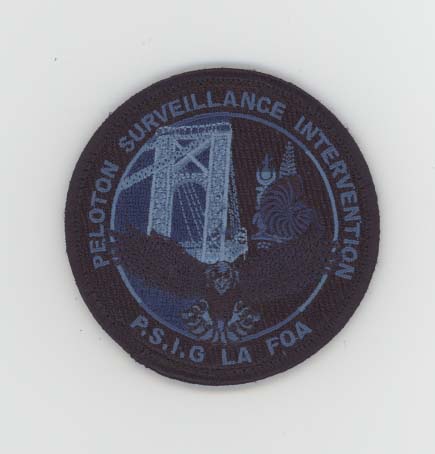 PELOTON SURVEILLANCE INTERVENTION
P.S.I.G LA FOA